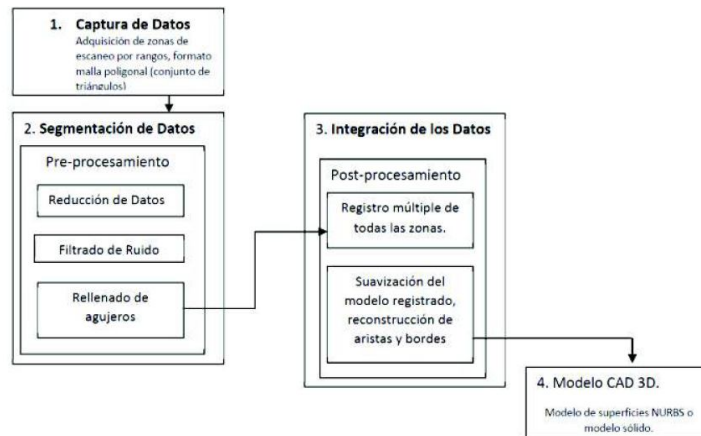 1. Captura de Datos
Adquisición de zonas de
escaneo por rangos, formato
malla poligonal (conjunto de
triángulos)
2. Segmentación de Datos
Pre-procesamiento
Reducción de Datos
Filtrado de Ruido
Rellenado de
agujeros
3. Integración de los Datos
Post-procesamiento
Registro múltiple de
todas las zonas.
Suavización del
modelo registrado,
reconstrucción de
aristas y bordes
4. Modelo CAD 3D.
Modelo de superficies NURBS o
modelo sólido.